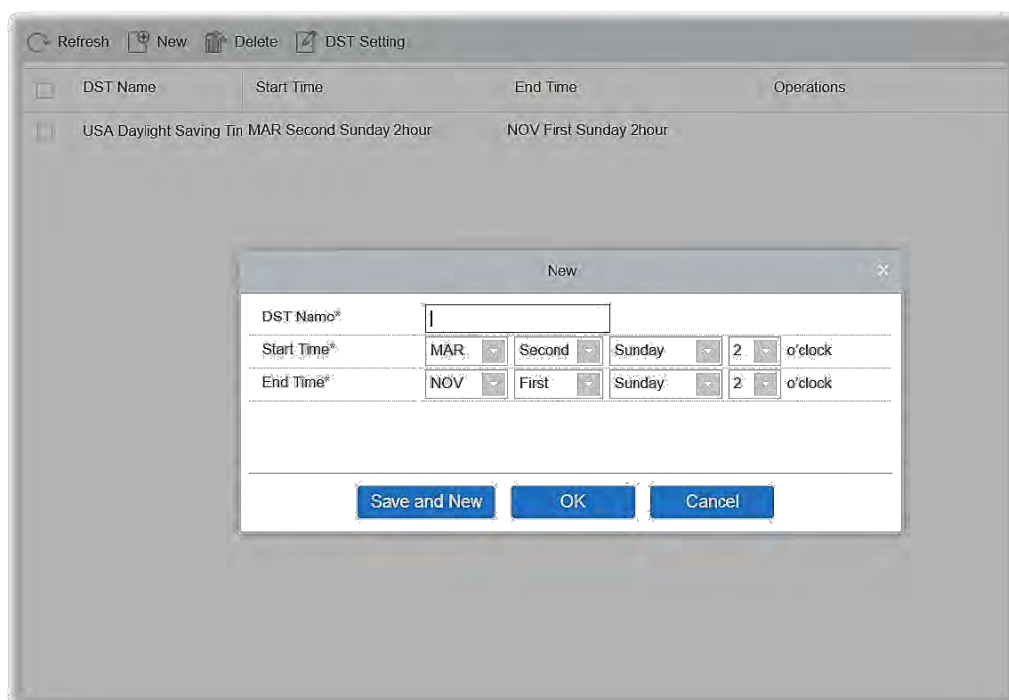 Refresh New Delete DST Setting
DST Name Start Time End Time Operations
USA Daylight Saving Tim MAR Second Sunday 2hour NOV First Sunday 2hour
New X
DST Name*
Start Time* MAR Second Sunday 2 o'clock
End Time* NOV First Sunday 2 o'clock
Save and New OK Cancel